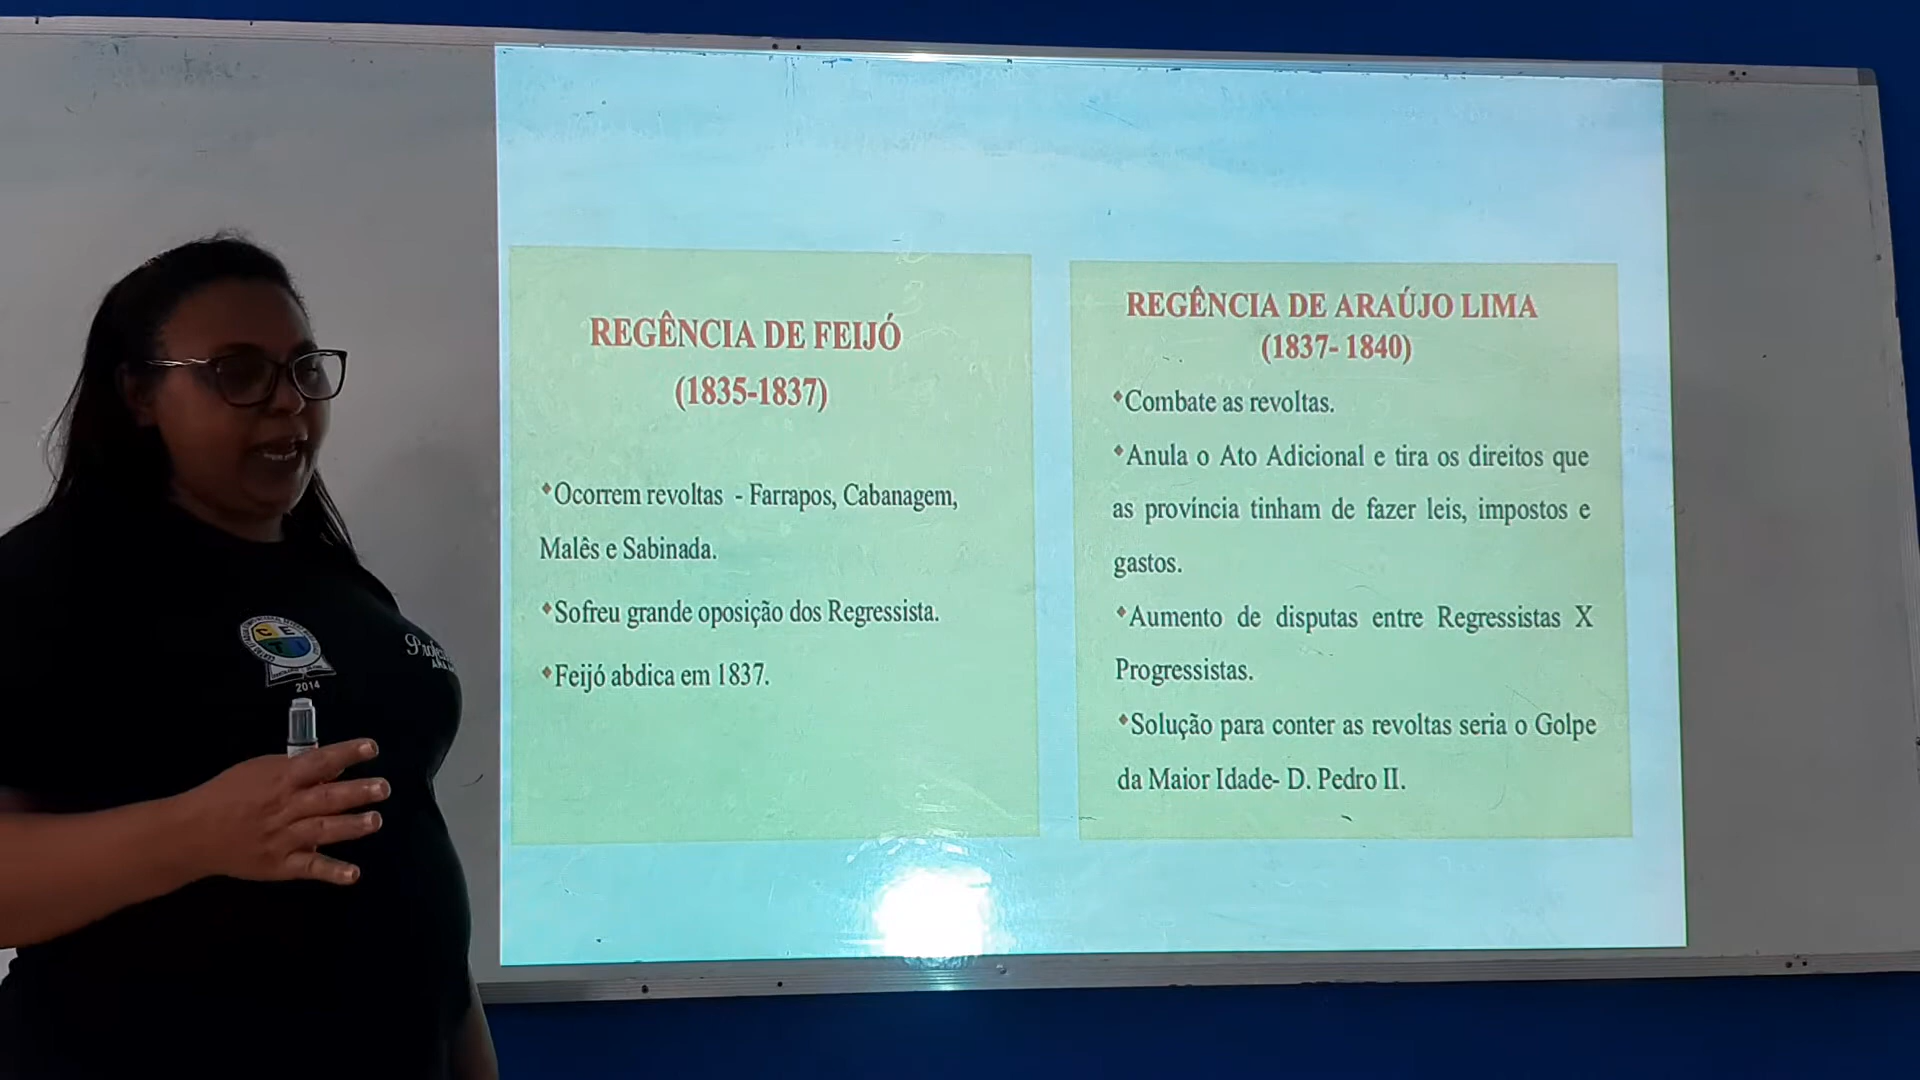 REGÊNCIA DE FEIJÓ
(1835-1837)
Ocorrem revoltas - Farrapos, Cabanagem,
Malês e Sabinada.
Sofreu grande oposição dos Regressista.
Feijó abdica em 1837.
REGÊNCIA DE ARAÚJO LIMA
(1837- 1840)
Combate as revoltas.
Anula o Ato Adicional e tira os direitos que
as província tinham de fazer leis, impostos e
gastos.
Aumento de disputas entre Regressistas X
Progressistas.
Solução para conter as revoltas seria o Golpe
da Maior Idade- D. Pedro II.
CETI
2014